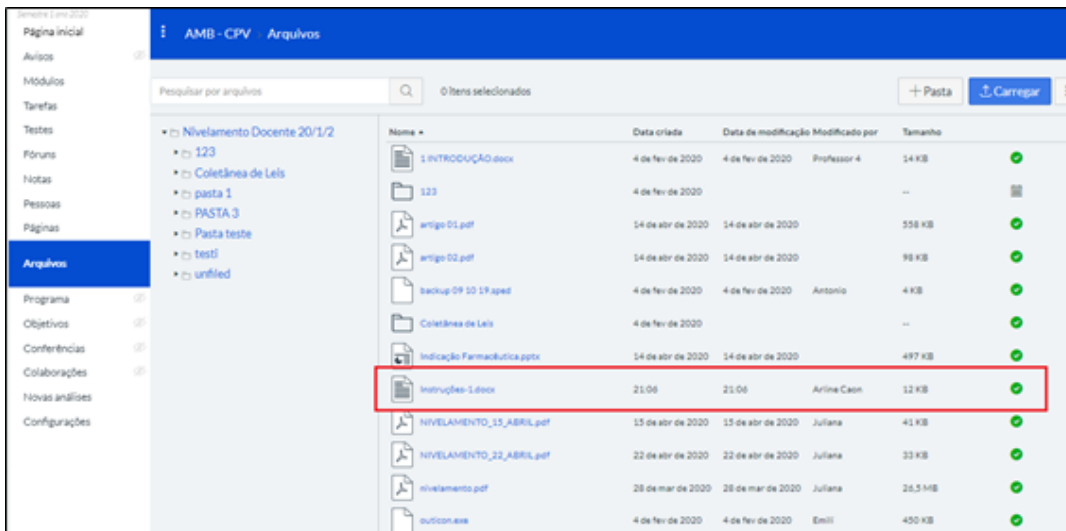 Semestre 1 ano 2020
Página inicial
Avisos
Módulos
Tarefas
Testes
Fóruns
Notas
Pessoas
Páginas
Arquivos
Programa
Objetivos
Conferências
Colaborações
Novas análises
Configurações
AMB - CPV › Arquivos
Pesquisar por arquivos
0 itens selecionados
+ Pasta
Carregar
Nivelamento Docente 20/1/2
123
Coletânea de Leis
pasta 1
PASTA 3
Pasta teste
testi
unfiled
Nome Data criada Data de modificação Modificado por Tamanho
1 INTRODUÇÃO.docx 4 de fev de 2020 4 de fev de 2020 Professor 4 14 KB
123 4 de fev de 2020 --
artigo 01.pdf 14 de abr de 2020 14 de abr de 2020 558 KB
artigo 02.pdf 14 de abr de 2020 14 de abr de 2020 98 KB
backup 09 10 19.sped 4 de fev de 2020 4 de fev de 2020 Antonio 4 KB
Coletânea de Leis 4 de fev de 2020 --
Indicação Farmacêutica.pptx 14 de abr de 2020 14 de abr de 2020 497 KB
Instruções-1.docx 21:06 21:06 Arline Caon 12 KB
NIVELAMENTO_15_ABRIL.pdf 15 de abr de 2020 15 de abr de 2020 Juliana 41 KB
NIVELAMENTO_22_ABRIL.pdf 22 de abr de 2020 22 de abr de 2020 Juliana 33 KB
nivelamento.pdf 28 de mar de 2020 28 de mar de 2020 Juliana 26,5 MB
outicon.exe 4 de fev de 2020 4 de fev de 2020 Emili 450 KB